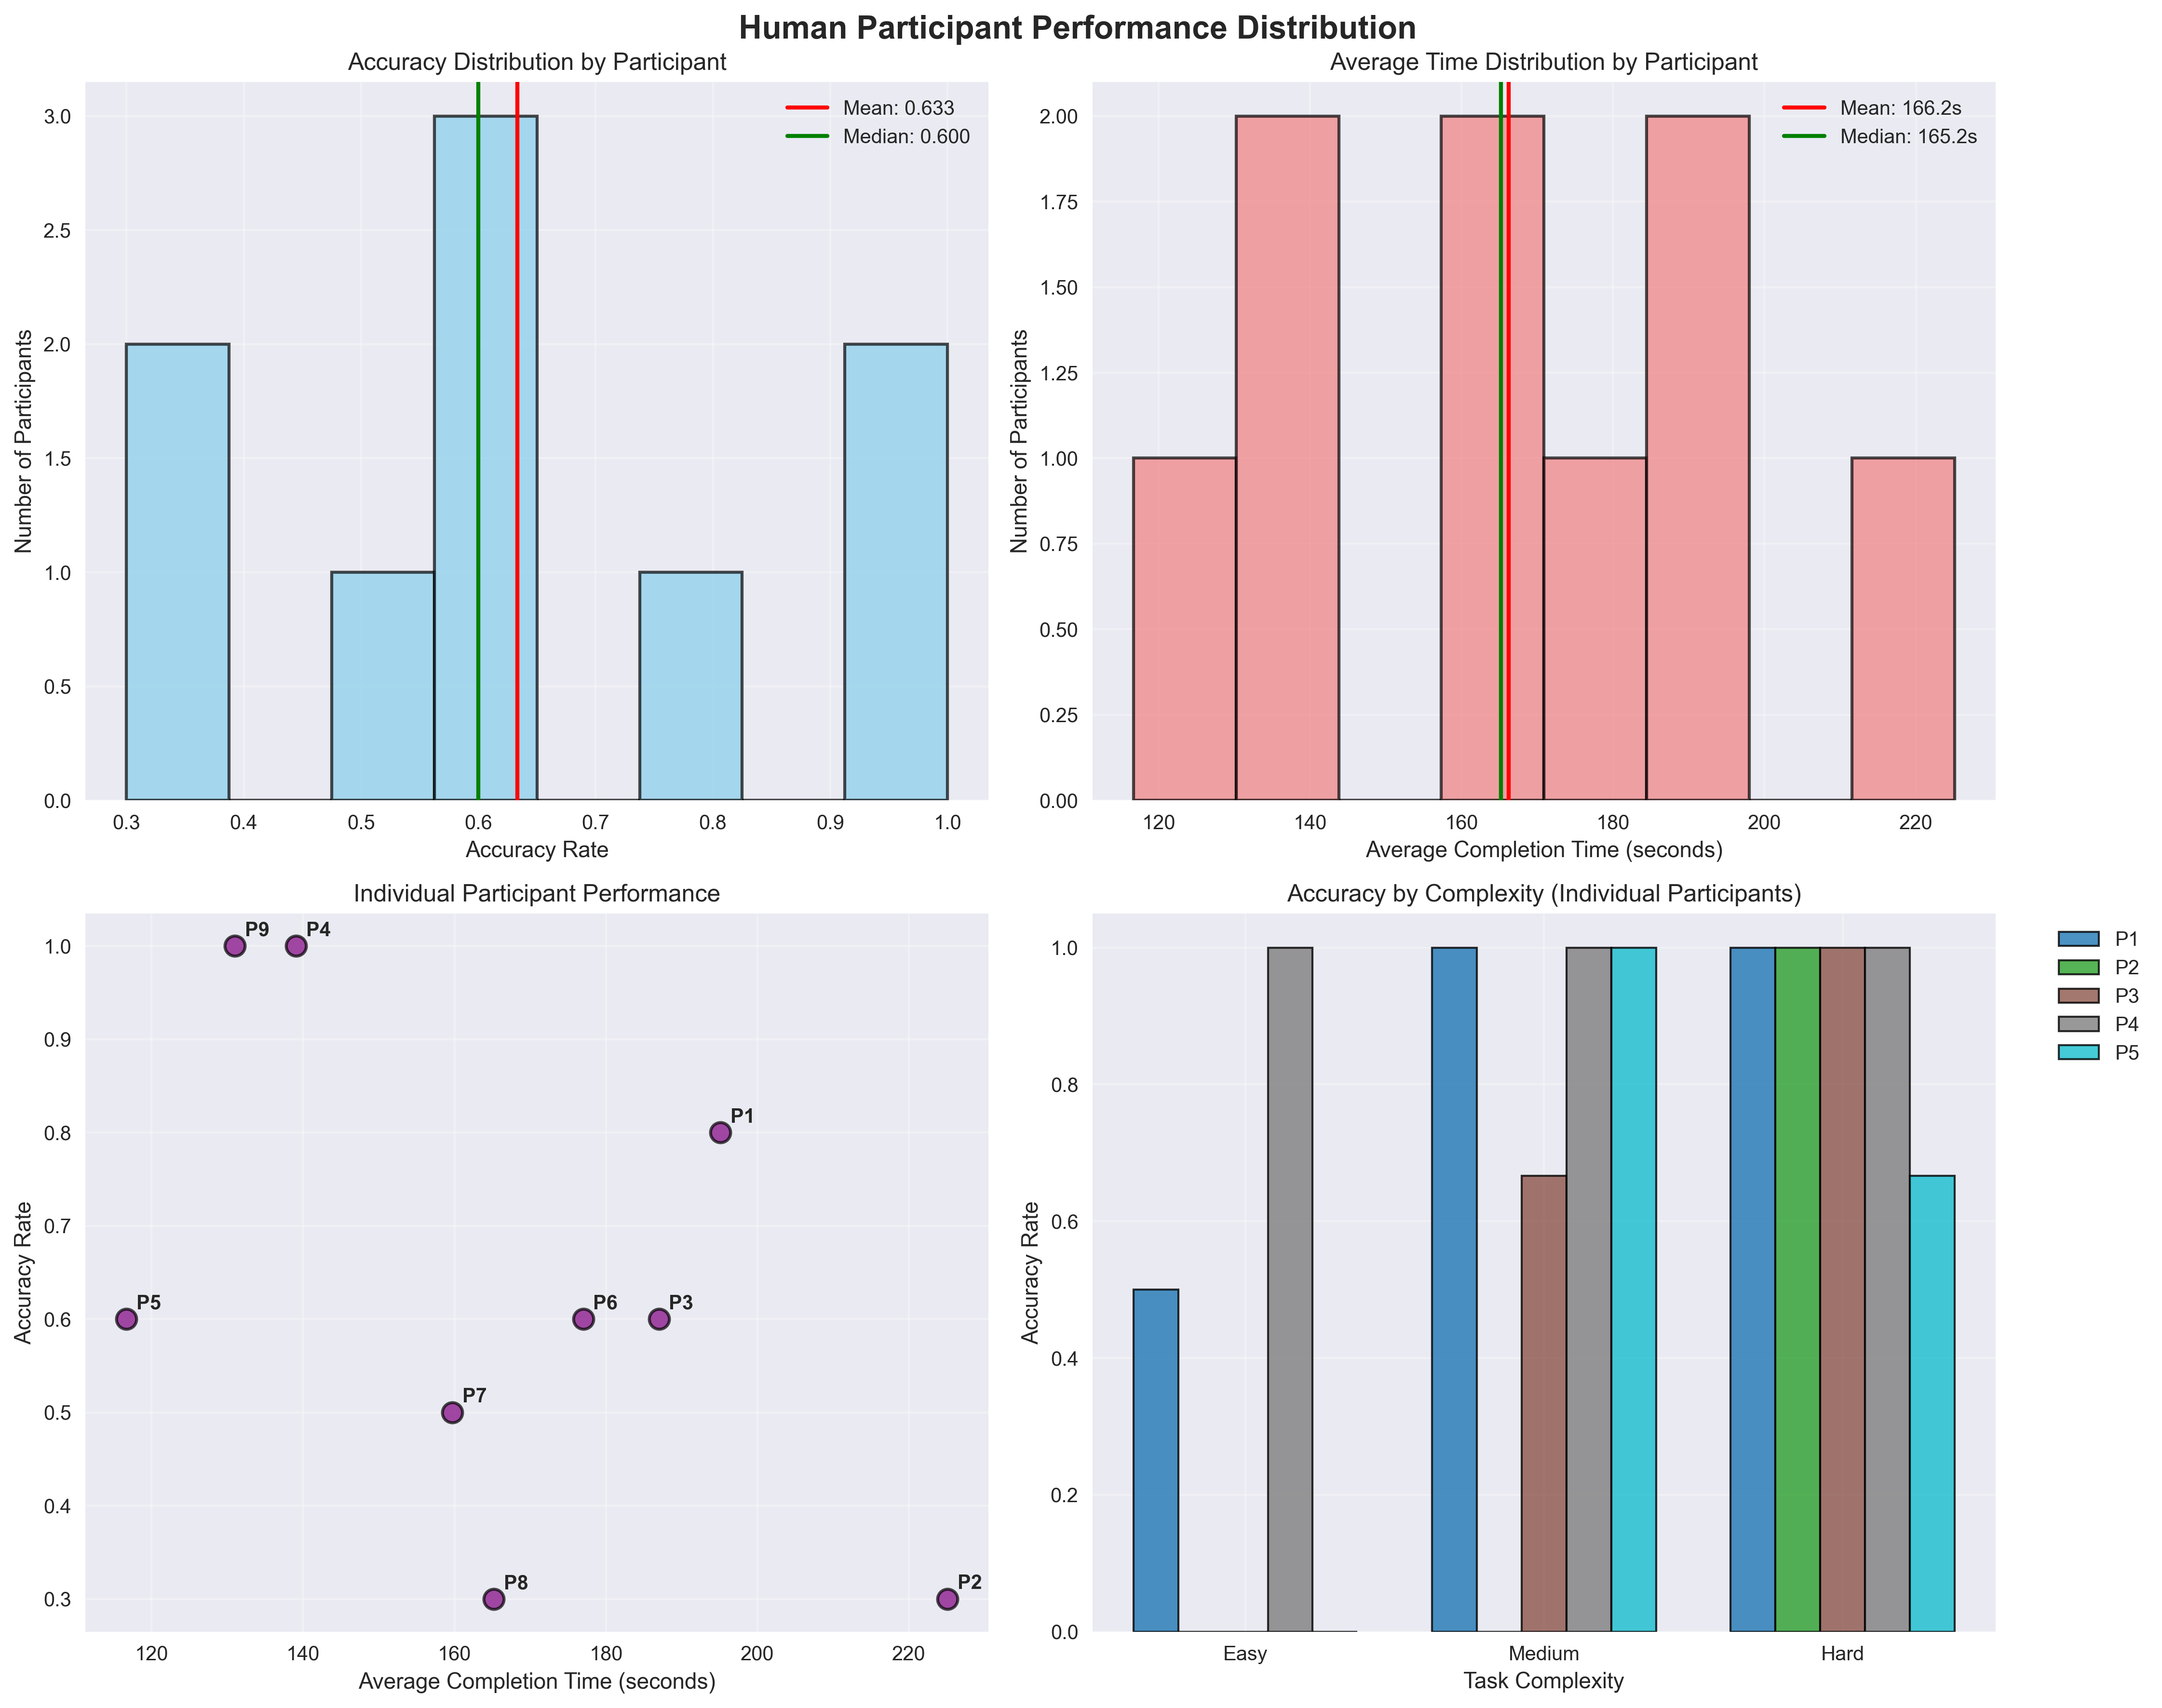 Human Participant Performance Distribution
Accuracy Distribution by Participant
Mean: 0.633
Median: 0.600
3.0
2.5
2.0
1.5
1.0
0.5
0.0
Number of Participants
0.3 0.4 0.5 0.6 0.7 0.8 0.9 1.0
Accuracy Rate
Average Time Distribution by Participant
Mean: 166.2s
Median: 165.2s
2.00
1.75
1.50
1.25
1.00
0.75
0.50
0.25
0.00
Number of Participants
120 140 160 180 200 220
Average Completion Time (seconds)
Individual Participant Performance
1.0
0.9
0.8
0.7
0.6
0.5
0.4
0.3
Accuracy Rate
P9 P4
P1
P5 P6 P3
P7
P8 P2
120 140 160 180 200 220
Average Completion Time (seconds)
Accuracy by Complexity (Individual Participants)
1.0
0.8
0.6
0.4
0.2
0.0
Accuracy Rate
Easy Medium Hard
Task Complexity
P1
P2
P3
P4
P5